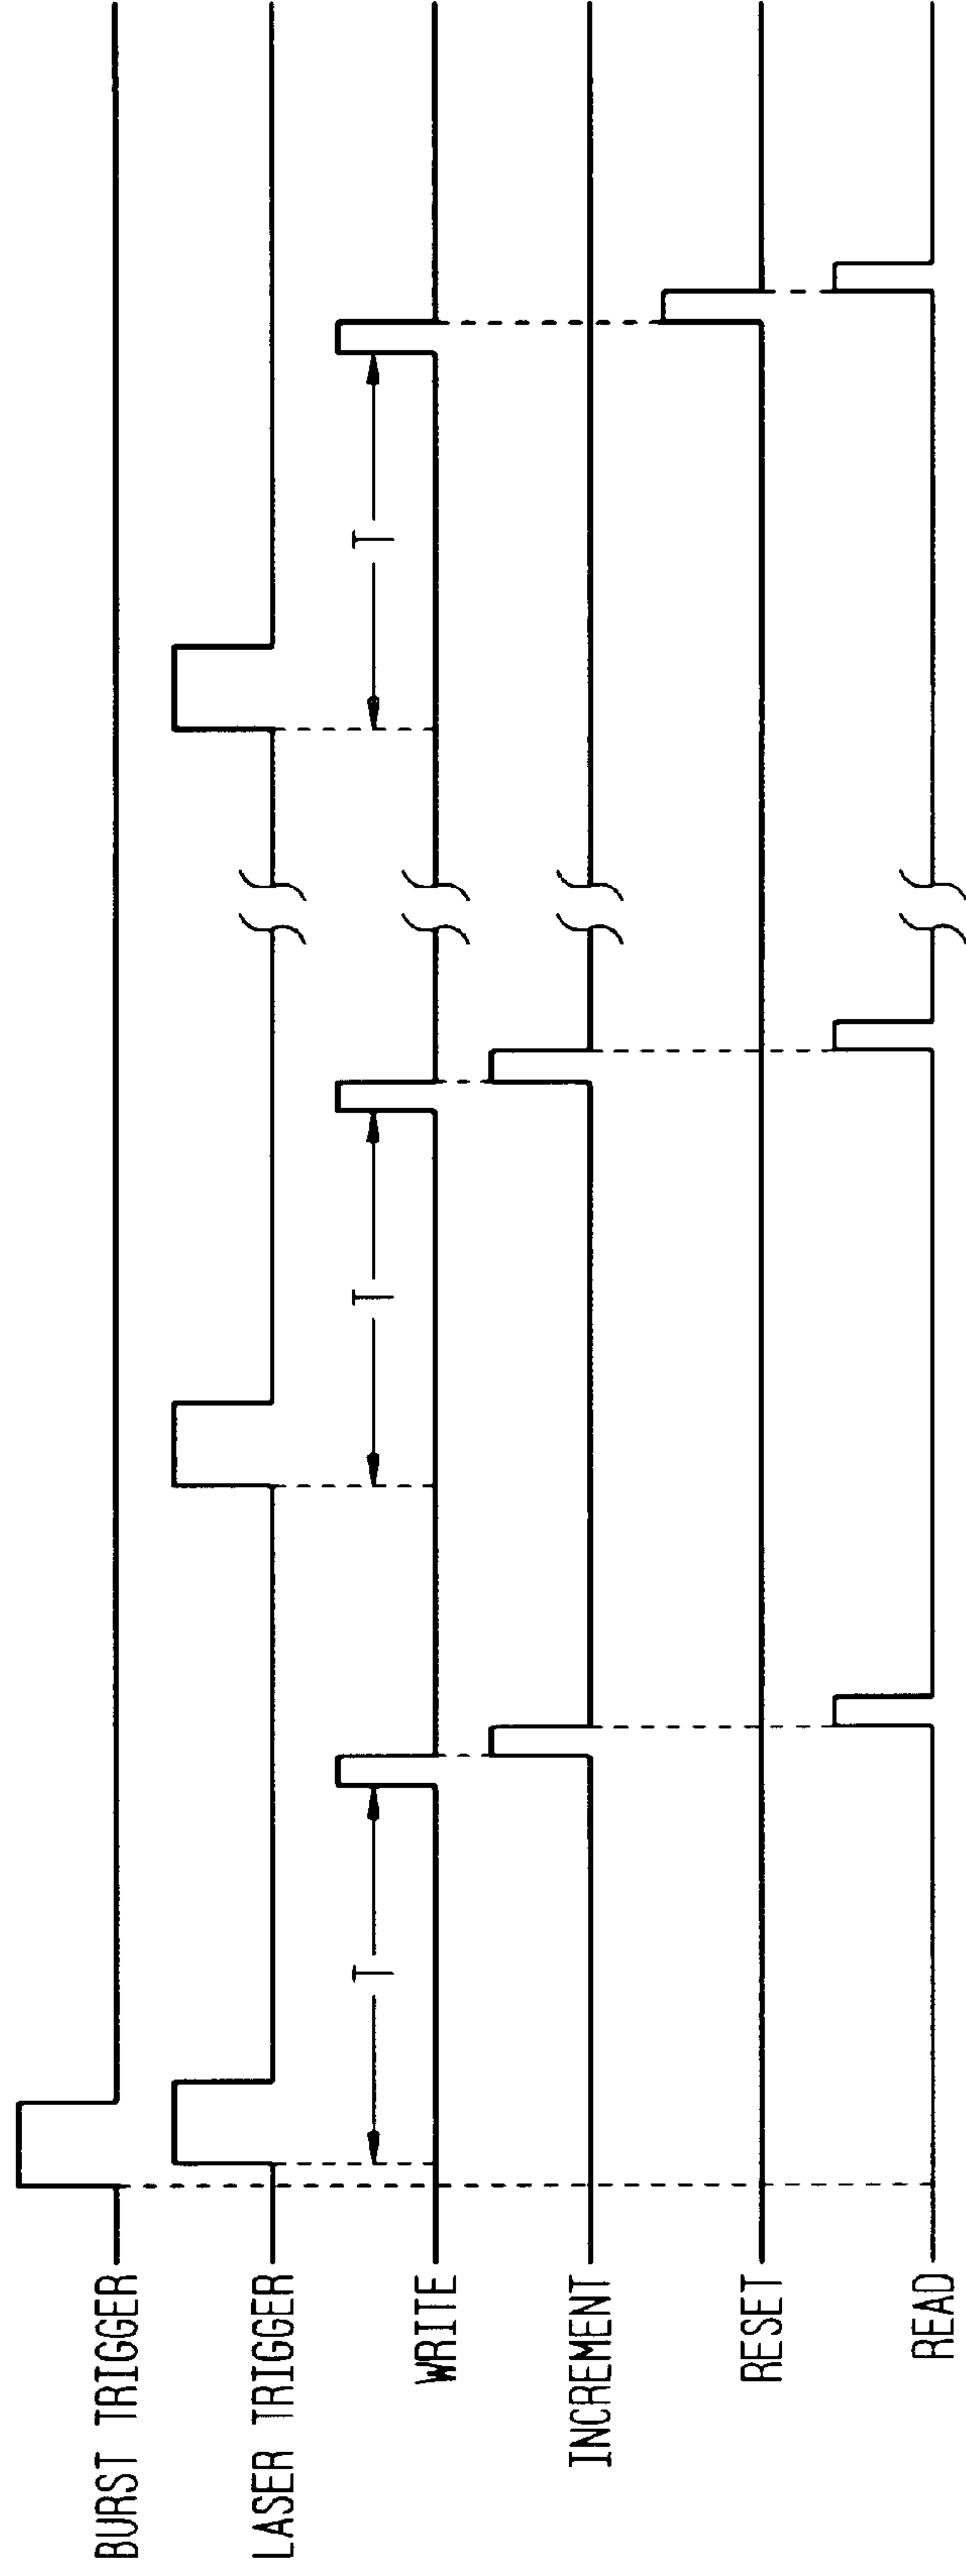 BURST TRIGGER
LASER TRIGGER
WRITE
INCREMENT
RESET
READ
T
T
T